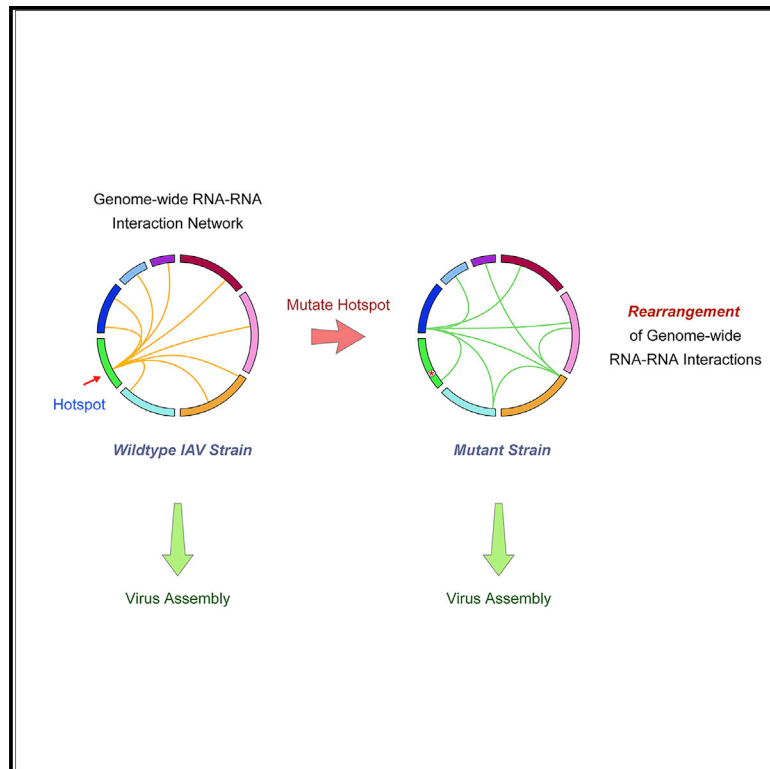 Genome-wide RNA-RNA
Interaction Network
Mutate Hotspot
Rearrangement
of Genome-wide
RNA-RNA Interactions
Hotspot
*
Wildtype IAV Strain
Mutant Strain
Virus Assembly
Virus Assembly